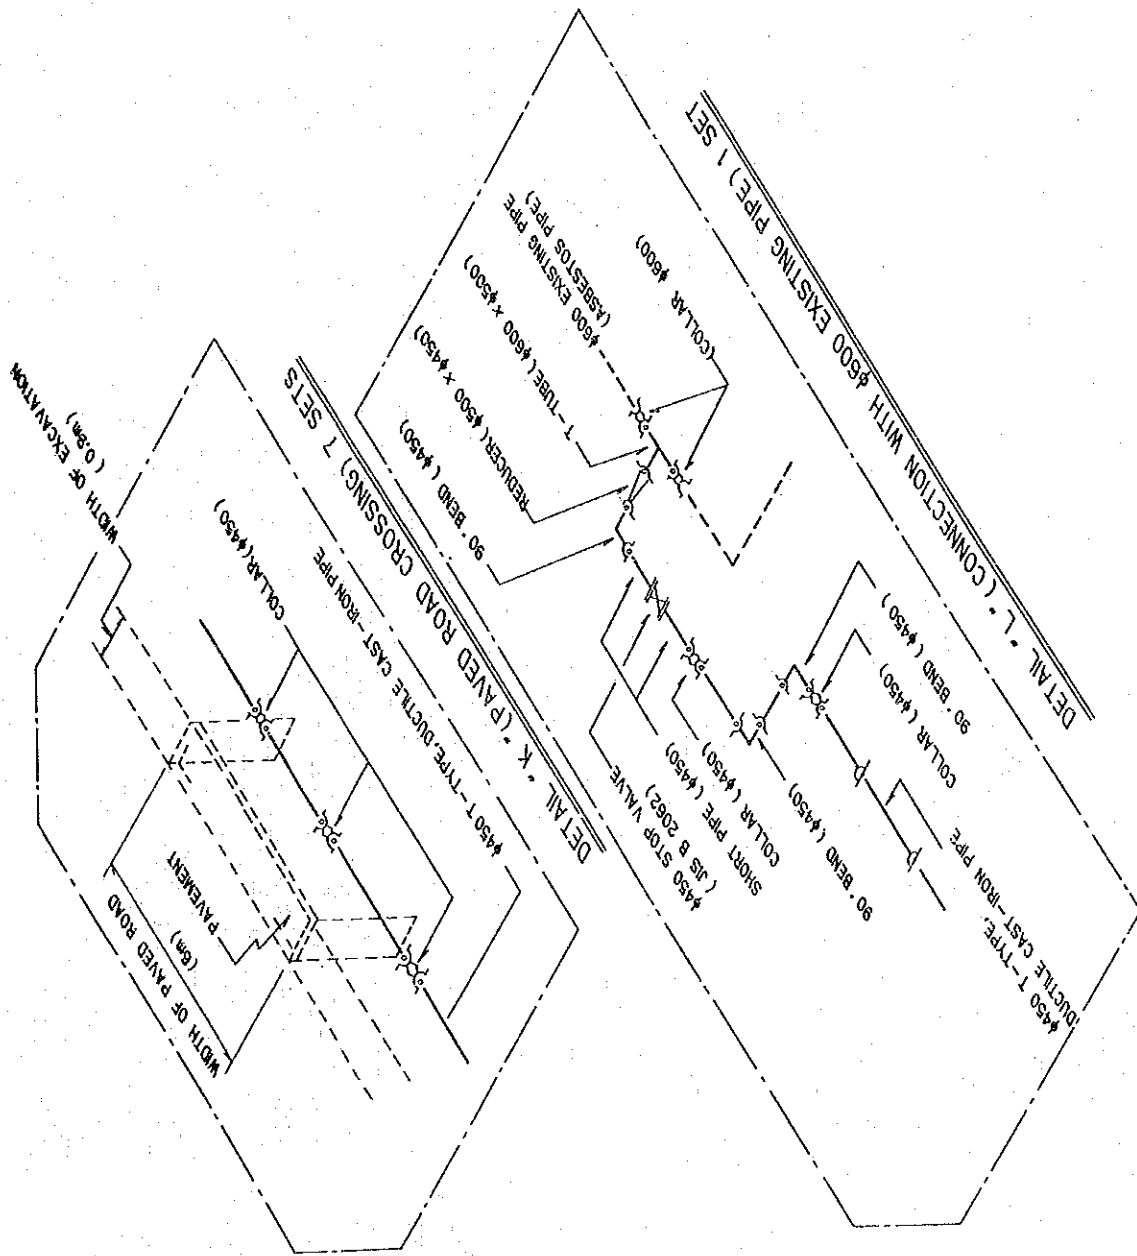 DETAIL "K" (PAVED ROAD CROSSING) 7 SETS
WIDTH OF EXCAVATION
(0.9m)
COLLAR(φ450)
φ450 T-TYPE, DUCTILE CAST-IRON PIPE
PAVEMENT
WIDTH OF PAVED ROAD
(6m)
DETAIL "L" (CONNECTION WITH φ600 EXISTING PIPE) 1 SET
φ600 EXISTING PIPE
(ASBESTOS PIPE)
T-TUBE(φ600 × φ500)
REDUCER(φ500 × φ450)
90° BEND (φ450)
(COLLAR φ600)
φ450 STOP VALVE
(JIS B 2062)
SHORT PIPE (φ450)
COLLAR (φ450)
90° BEND (φ450)
90° BEND (φ450)
COLLAR (φ450)
φ450 T-TYPE,
DUCTILE CAST-IRON PIPE